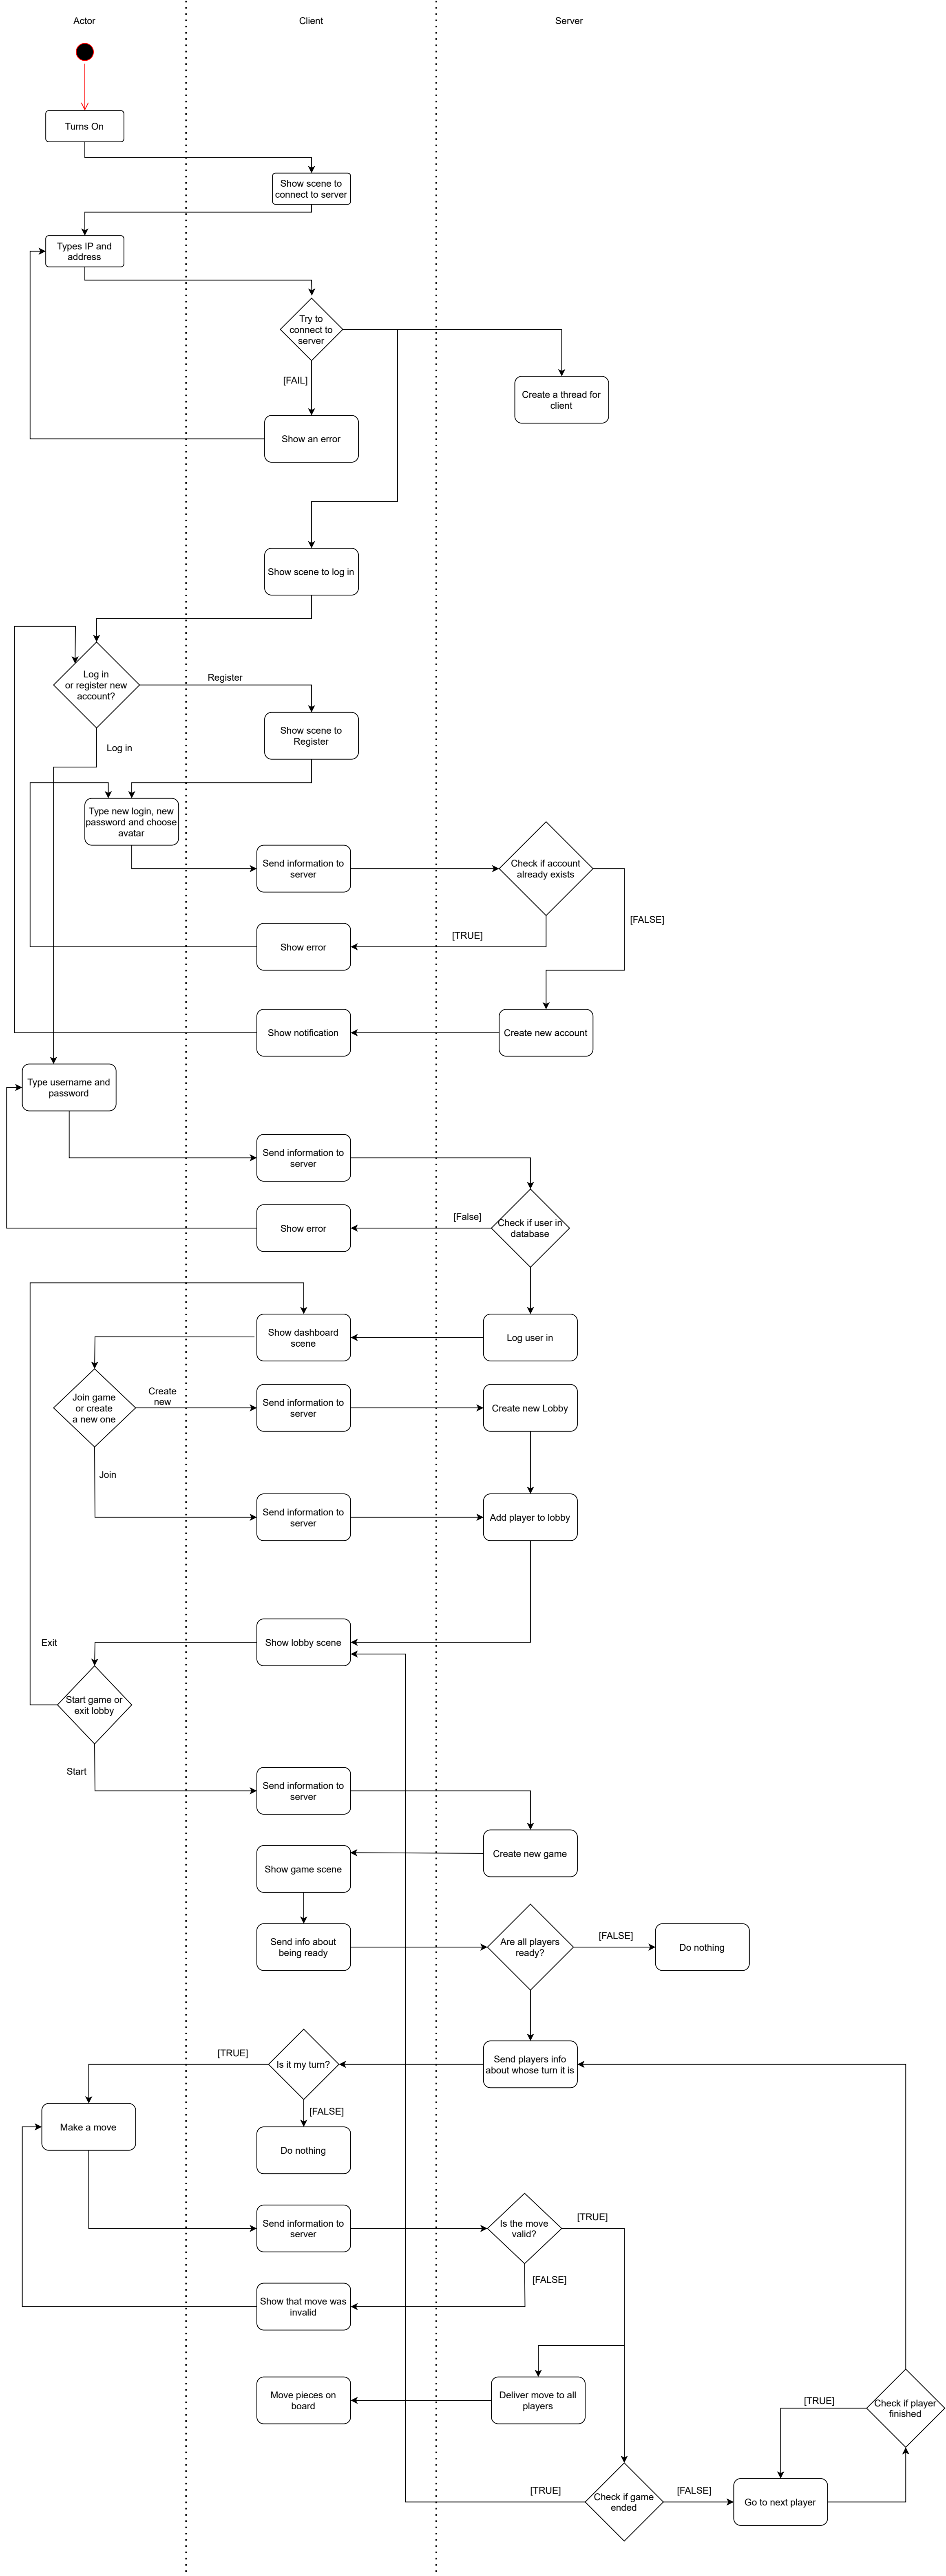 Actor
Client
Server
Turns On
Show scene to
connect to server
Types IP and
address
Try to
connect to
server
[FAIL]
Create a thread for
client
Show an error
Show scene to log in
Log in
or register new
account?
Register
Show scene to
Register
Log in
Type new login, new
password and choose
avatar
Send information to
server
Check if account
already exists
[FALSE]
[TRUE]
Show error
Show notification
Create new account
Type username and
password
Send information to
server
[False]
Check if user in
database
Show error
Show dashboard
scene
Log user in
Join game
or create
a new one
Create
new
Send information to
server
Create new Lobby
Join
Send information to
server
Add player to lobby
Exit
Show lobby scene
Start game or
exit lobby
Start
Send information to
server
Create new game
Show game scene
Send info about
being ready
Are all players
ready?
[FALSE]
Do nothing
[TRUE]
Is it my turn?
Send players info
about whose turn it is
[FALSE]
Make a move
Do nothing
Send information to
server
Is the move
valid?
[TRUE]
[FALSE]
Show that move was
invalid
Move pieces on
board
Deliver move to all
players
[TRUE]
Check if player
finished
[TRUE]
Check if game
ended
[FALSE]
Go to next player